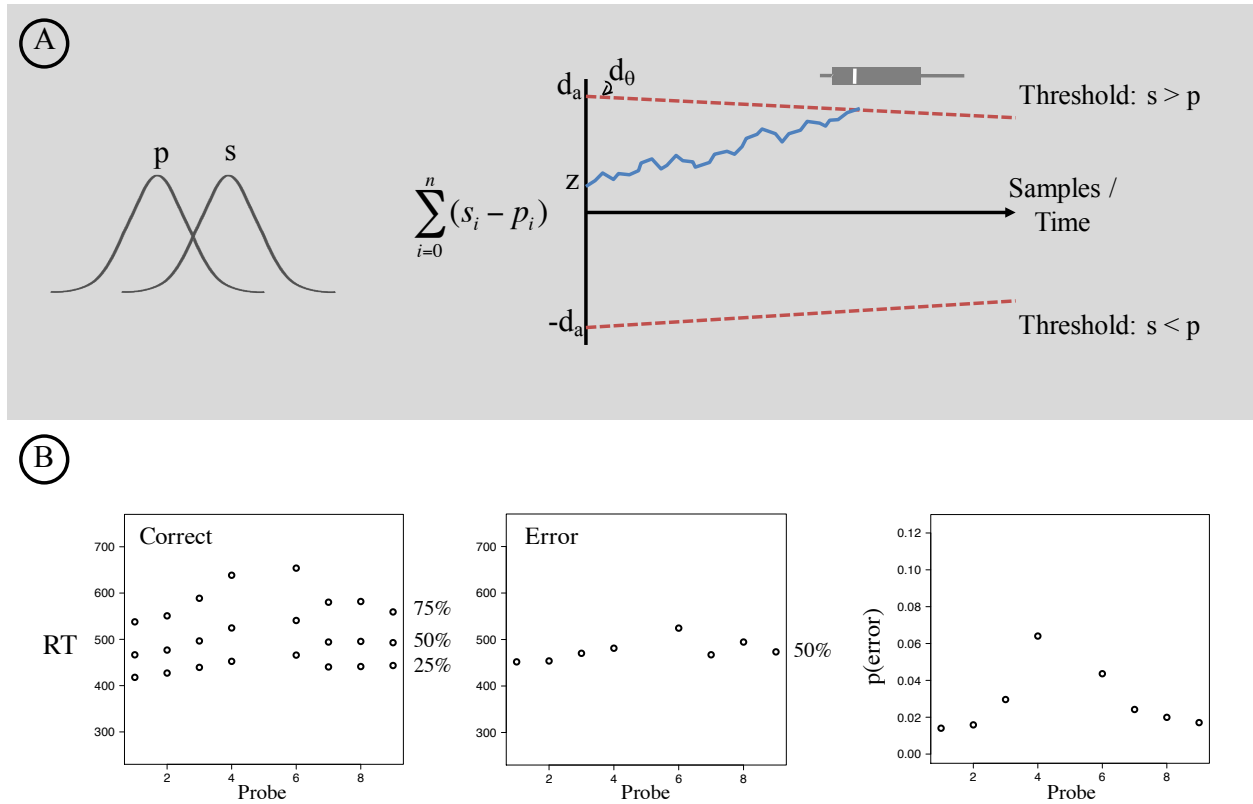 A
p
s
n
∑
i=0
(s_i − p_i)
d_a
d_θ
z
-d_a
Threshold: s > p
Samples /
Time
Threshold: s < p
B
RT
Correct
700
600
500
400
300
2 4 6 8
Probe
75%
50%
25%
Error
700
600
500
400
300
2 4 6 8
Probe
50%
p(error)
0.12
0.10
0.08
0.06
0.04
0.02
0.00
2 4 6 8
Probe